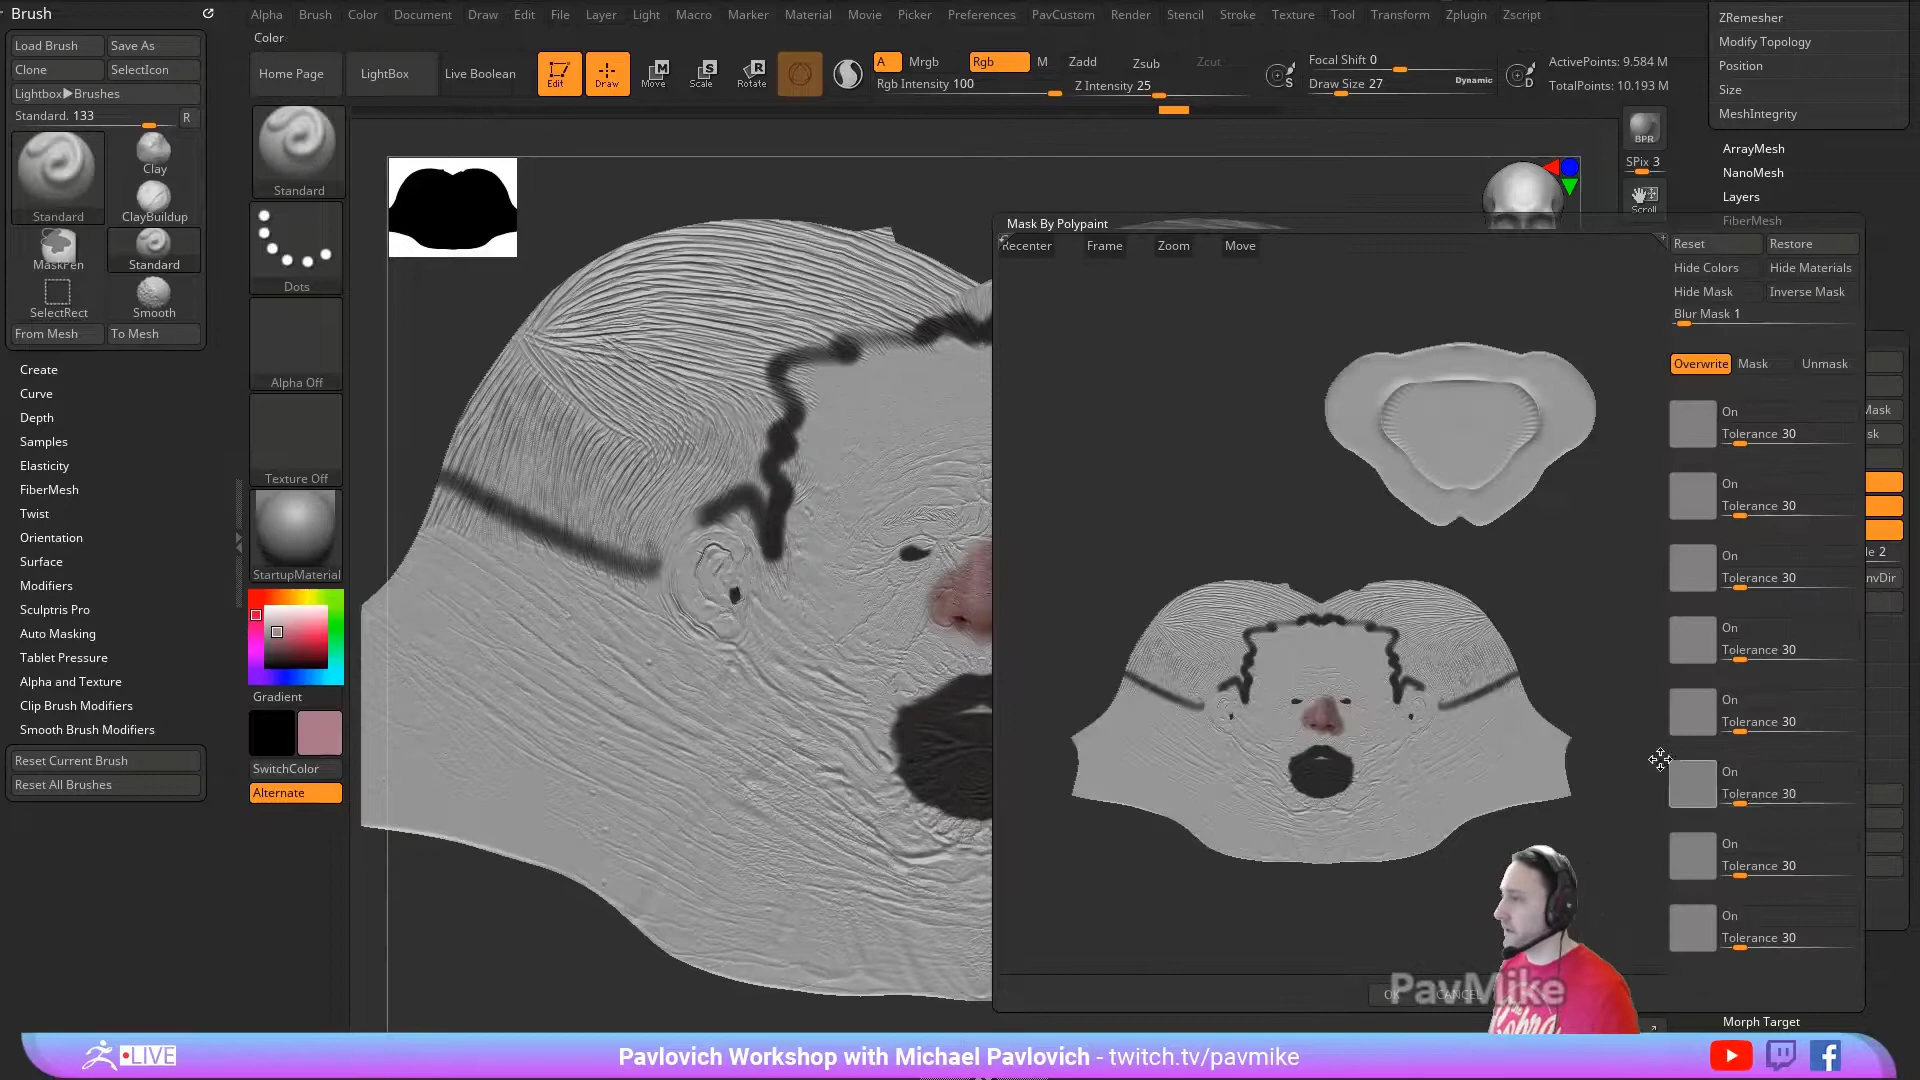 Brush
Load Brush Save As
Clone SelectIcon
Lightbox▶Brushes
Standard. 133 R
Standard
Clay
ClayBuildup
MaskPen Standard
SelectRect Smooth
From Mesh To Mesh
Create
Curve
Depth
Samples
Elasticity
FiberMesh
Twist
Orientation
Surface
Modifiers
Sculptris Pro
Auto Masking
Tablet Pressure
Alpha and Texture
Clip Brush Modifiers
Smooth Brush Modifiers
Reset Current Brush
Reset All Brushes
Alpha Brush Color Document Draw Edit File Layer Light Macro Marker Material Movie Picker Preferences PavCustom Render Stencil Stroke Texture Tool Transform Zplugin Zscript
Color
Home Page LightBox Live Boolean Edit Draw Move Scale Rotate
A Mrgb Rgb M Zadd Zsub Zcut
Rgb Intensity 100 Z Intensity 25
S
Focal Shift 0
Draw Size 27 Dynamic
D
ActivePoints: 9.584 M
TotalPoints: 10.193 M
Standard
Dots
Alpha Off
Texture Off
StartupMaterial
Gradient
SwitchColor
Alternate
BPR
SPix 3
Scroll
ZRemesher
Modify Topology
Position
Size
MeshIntegrity
ArrayMesh
NanoMesh
Layers
FiberMesh
Mask By Polypaint
Recenter Frame Zoom Move
Reset Restore
Hide Colors Hide Materials
Hide Mask Inverse Mask
Blur Mask 1
Overwrite Mask Unmask
On
Tolerance 30
On
Tolerance 30
On
Tolerance 30
On
Tolerance 30
On
Tolerance 30
On
Tolerance 30
On
Tolerance 30
On
Tolerance 30
OK CANCEL
PavMike
Morph Target
LIVE
Pavlovich Workshop with Michael Pavlovich - twitch.tv/pavmike